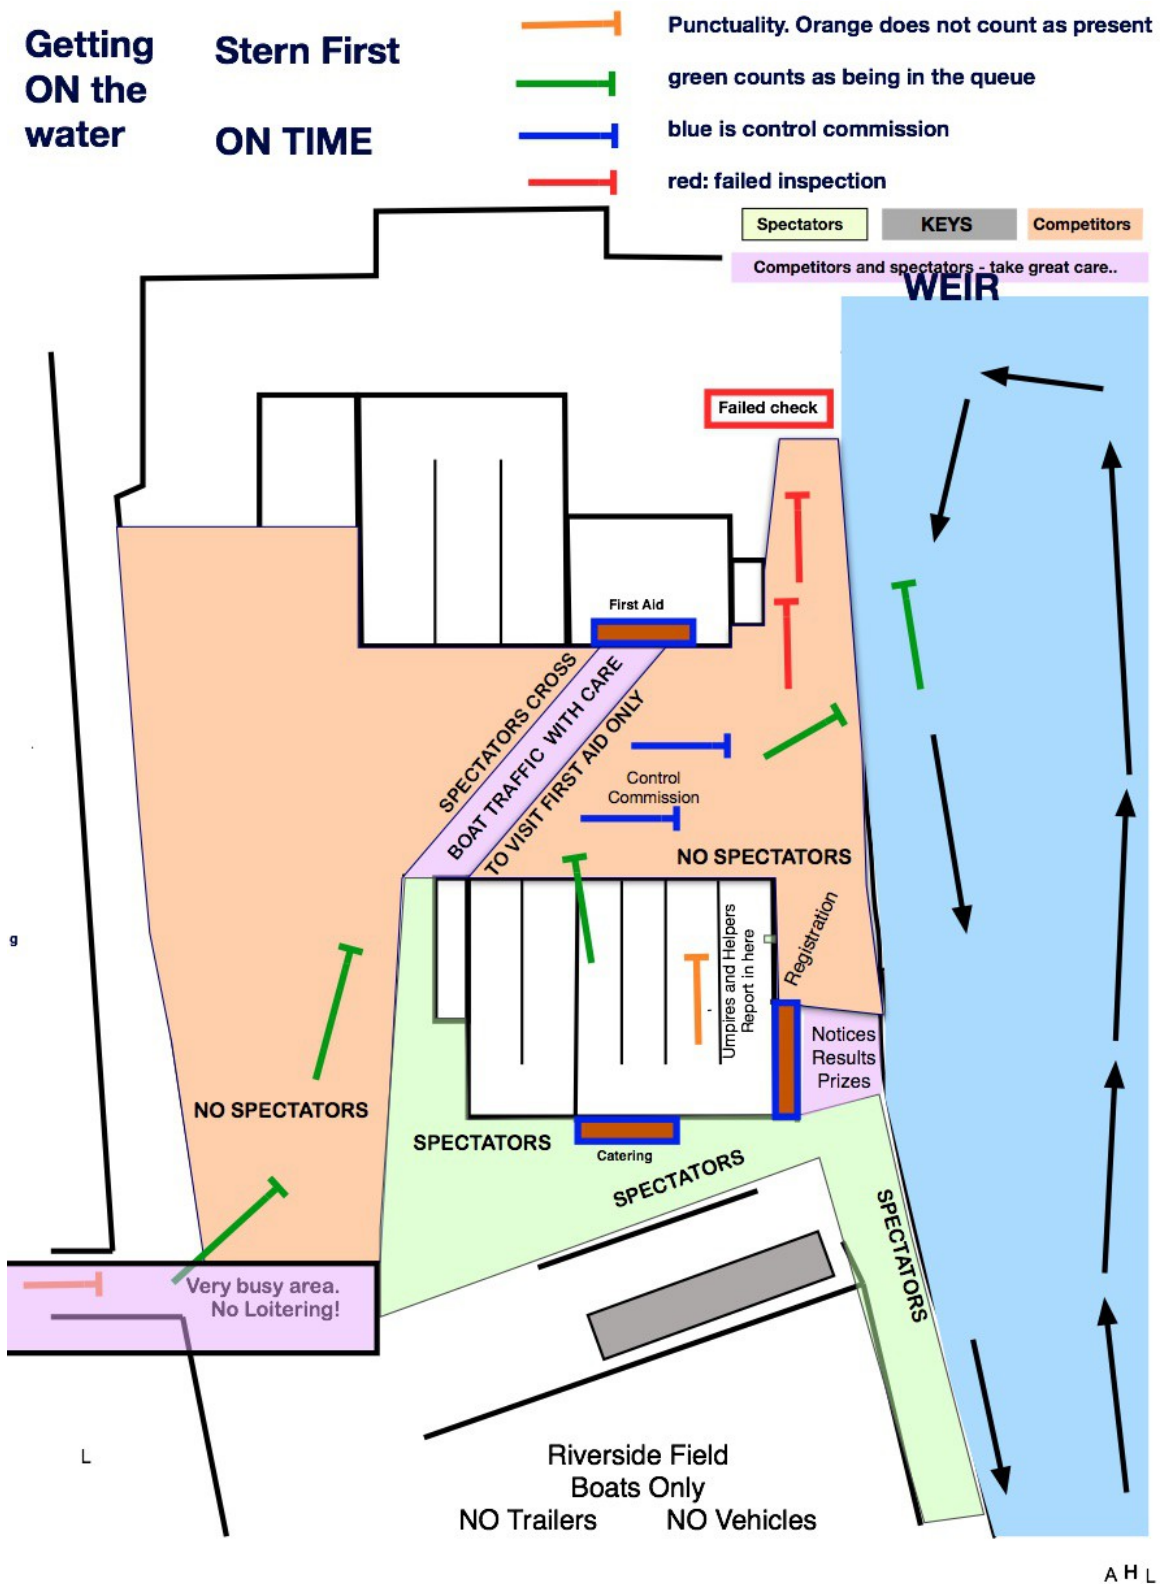 Getting
ON the
water
Stern First
ON TIME
Punctuality. Orange does not count as present
green counts as being in the queue
blue is control commission
red: failed inspection
Spectators
KEYS
Competitors
Competitors and spectators - take great care..
WEIR
Failed check
First Aid
SPECTATORS CROSS
BOAT TRAFFIC WITH CARE
TO VISIT FIRST AID ONLY
Control
Commission
NO SPECTATORS
Registration
Umpires and Helpers
Report in here
g
Notices
Results
Prizes
NO SPECTATORS
SPECTATORS
Catering
SPECTATORS
SPECTATORS
Very busy area.
No Loitering!
L
Riverside Field
Boats Only
NO Trailers
NO Vehicles
A H L